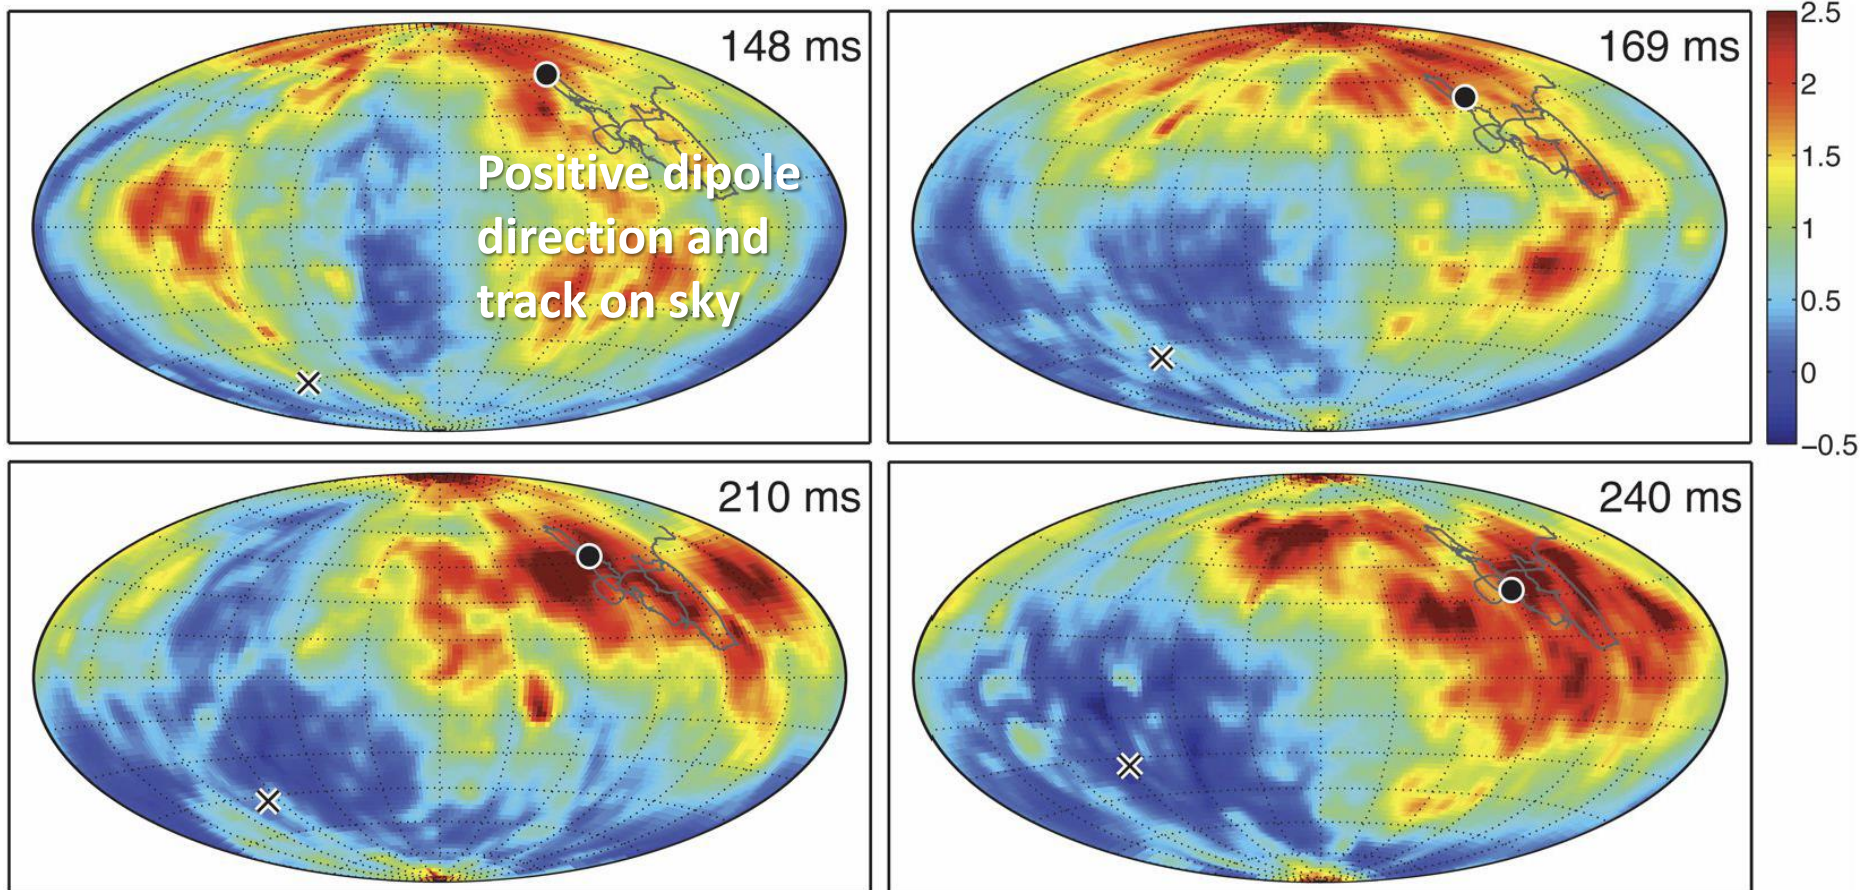 148 ms
169 ms
2.5
2
1.5
1
0.5
0
−0.5
Positive dipole
direction and
track on sky
210 ms
240 ms